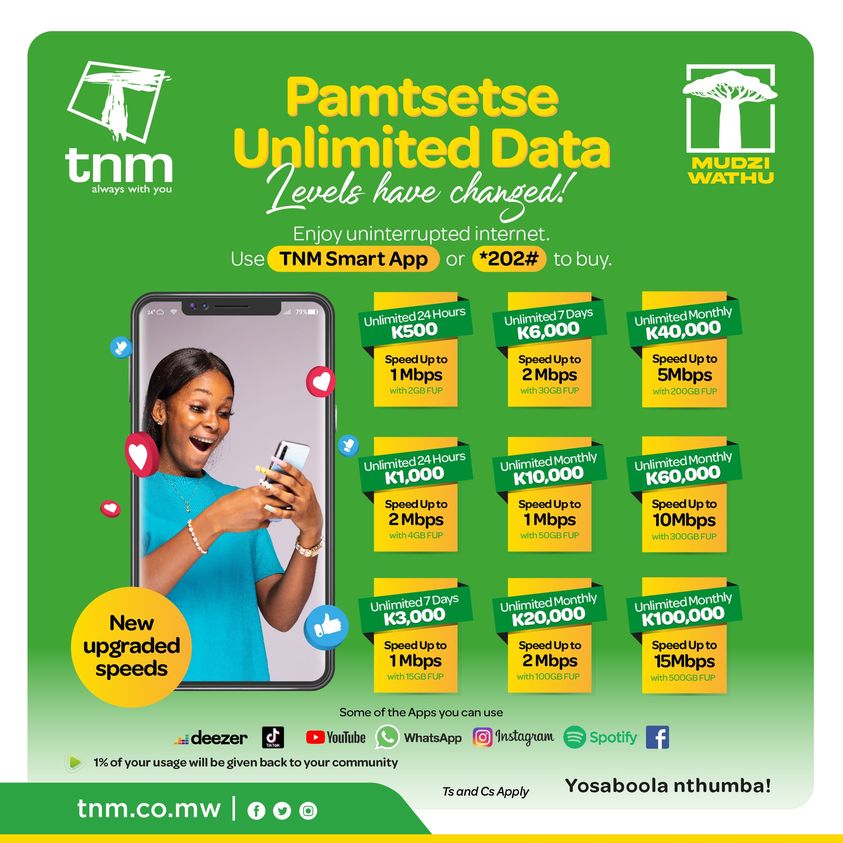 tnm
always with you
Pamtsetse
Unlimited Data
Levels have changed!
MUDZI
WATHU
Enjoy uninterrupted internet.
Use TNM Smart App or *202# to buy.
24°
79%
Unlimited 24 Hours
K500
Speed Up to
1 Mbps
with 2GB FUP
Unlimited 7 Days
K6,000
Speed Up to
2 Mbps
with 30GB FUP
Unlimited Monthly
K40,000
Speed Up to
5Mbps
with 200GB FUP
Unlimited 24 Hours
K1,000
Speed Up to
2 Mbps
with 4GB FUP
Unlimited Monthly
K10,000
Speed Up to
1 Mbps
with 50GB FUP
Unlimited Monthly
K60,000
Speed Up to
10Mbps
with 300GB FUP
Unlimited 7 Days
K3,000
Speed Up to
1 Mbps
with 15GB FUP
Unlimited Monthly
K20,000
Speed Up to
2 Mbps
with 100GB FUP
Unlimited Monthly
K100,000
Speed Up to
15Mbps
with 500GB FUP
New
upgraded
speeds
Some of the Apps you can use
deezer TikTok YouTube WhatsApp Instagram Spotify
1% of your usage will be given back to your community
Ts and Cs Apply
Yosaboola nthumba!
tnm.co.mw